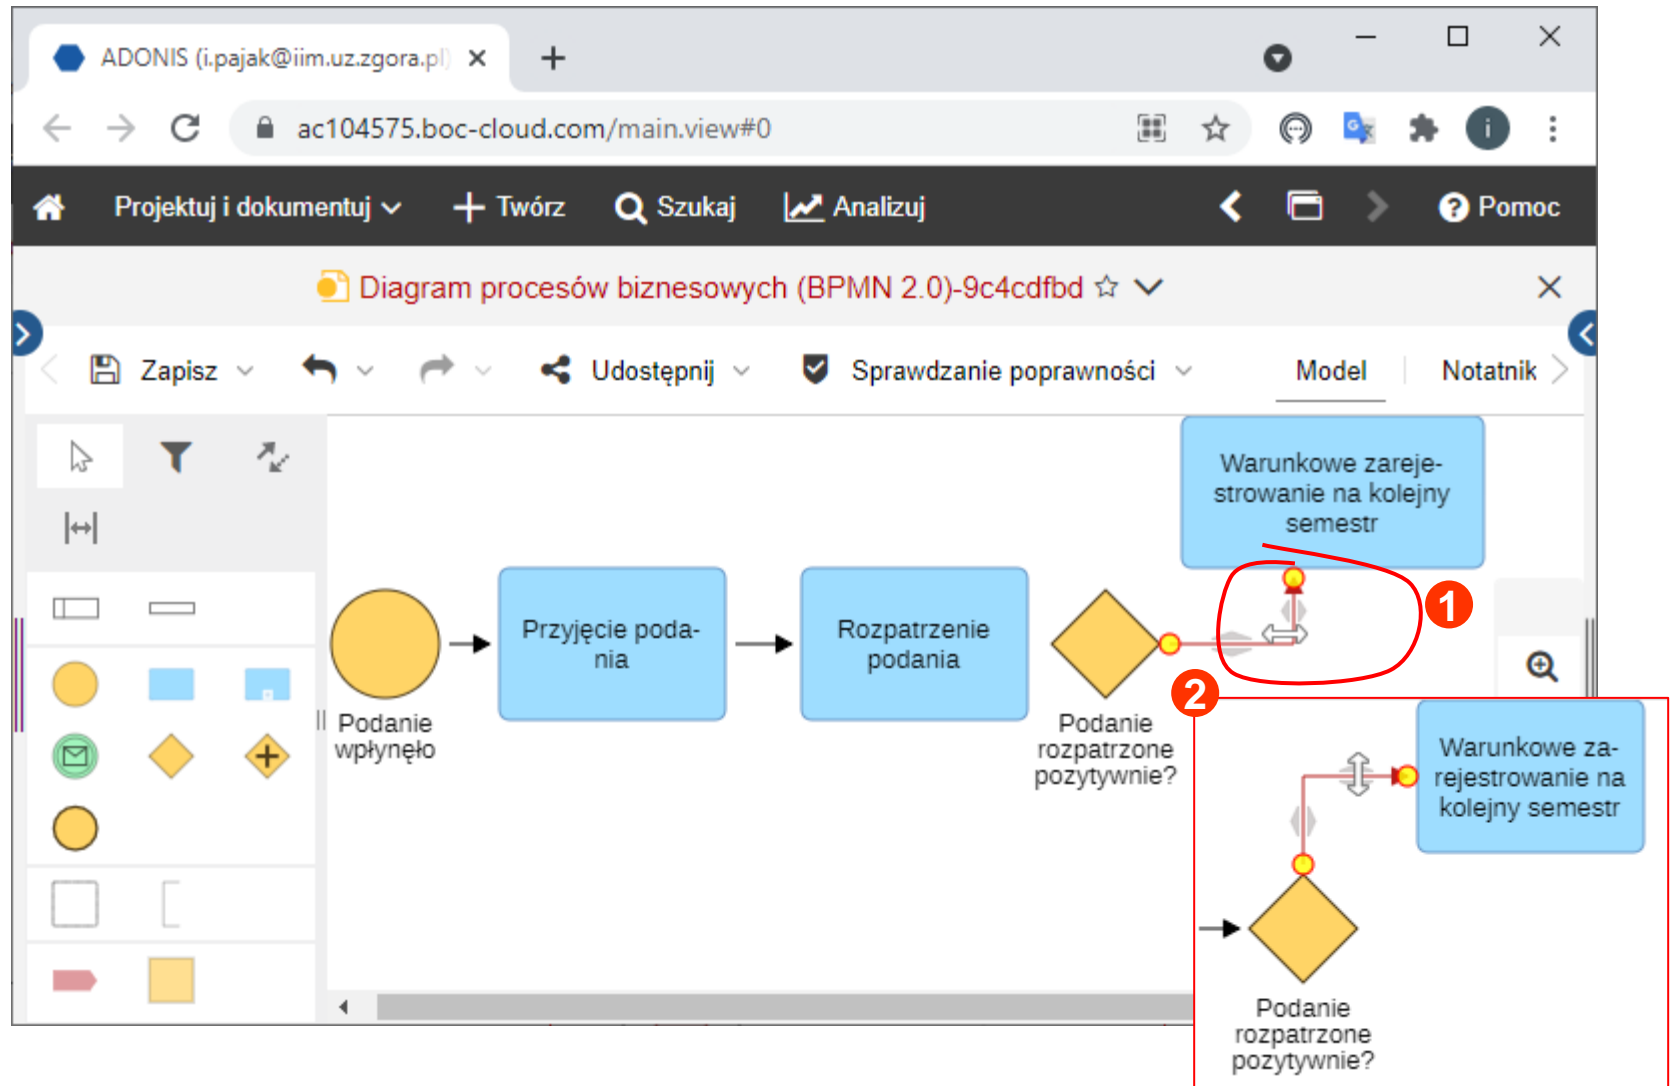 ADONIS (i.pajak@iim.uz.zgora.pl)
ac104575.boc-cloud.com/main.view#0
i
Projektuj i dokumentuj
Twórz
Szukaj
Analizuj
Pomoc
Diagram procesów biznesowych (BPMN 2.0)-9c4cdfbd
Zapisz
Udostępnij
Sprawdzanie poprawności
Model
Notatnik
Warunkowe zareje-
strowanie na kolejny
semestr
1
Przyjęcie poda-
nia
Rozpatrzenie
podania
Podanie
wpłynęło
Podanie
rozpatrzone
pozytywnie?
2
Warunkowe za-
rejestrowanie na
kolejny semestr
Podanie
rozpatrzone
pozytywnie?